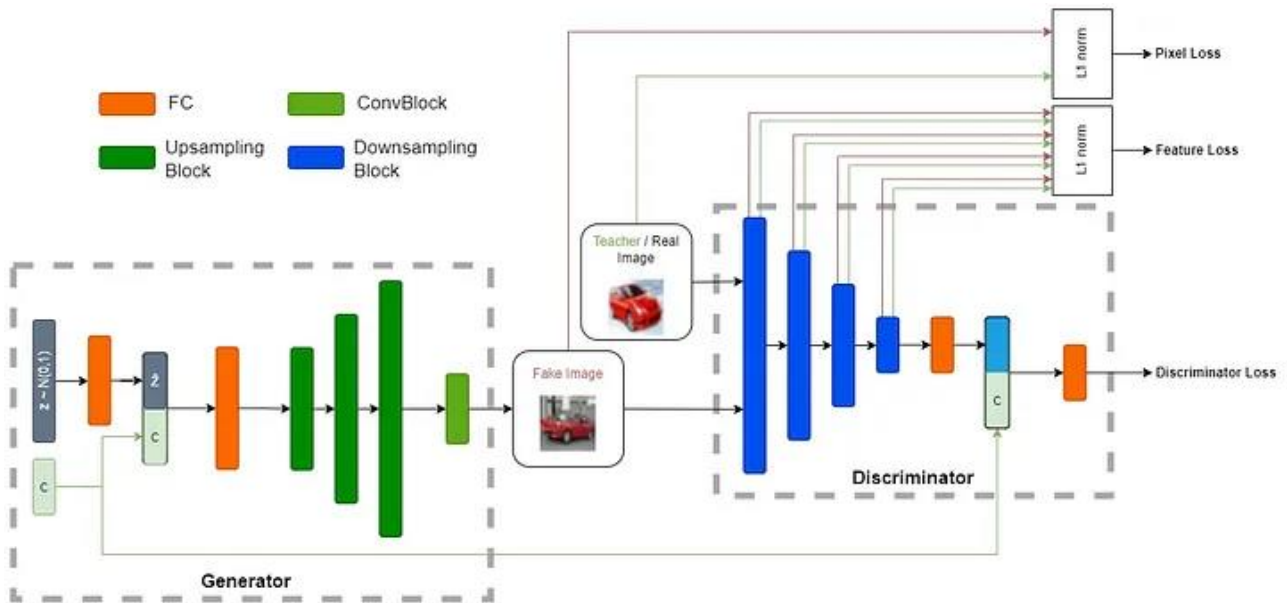 L1 norm
Pixel Loss
FC
ConvBlock
Upsampling
Block
Downsampling
Block
L1 norm
Feature Loss
Teacher / Real
Image
z ~ N(0,1)
ẑ
C
C
Fake Image
C
Discriminator Loss
Discriminator
Generator